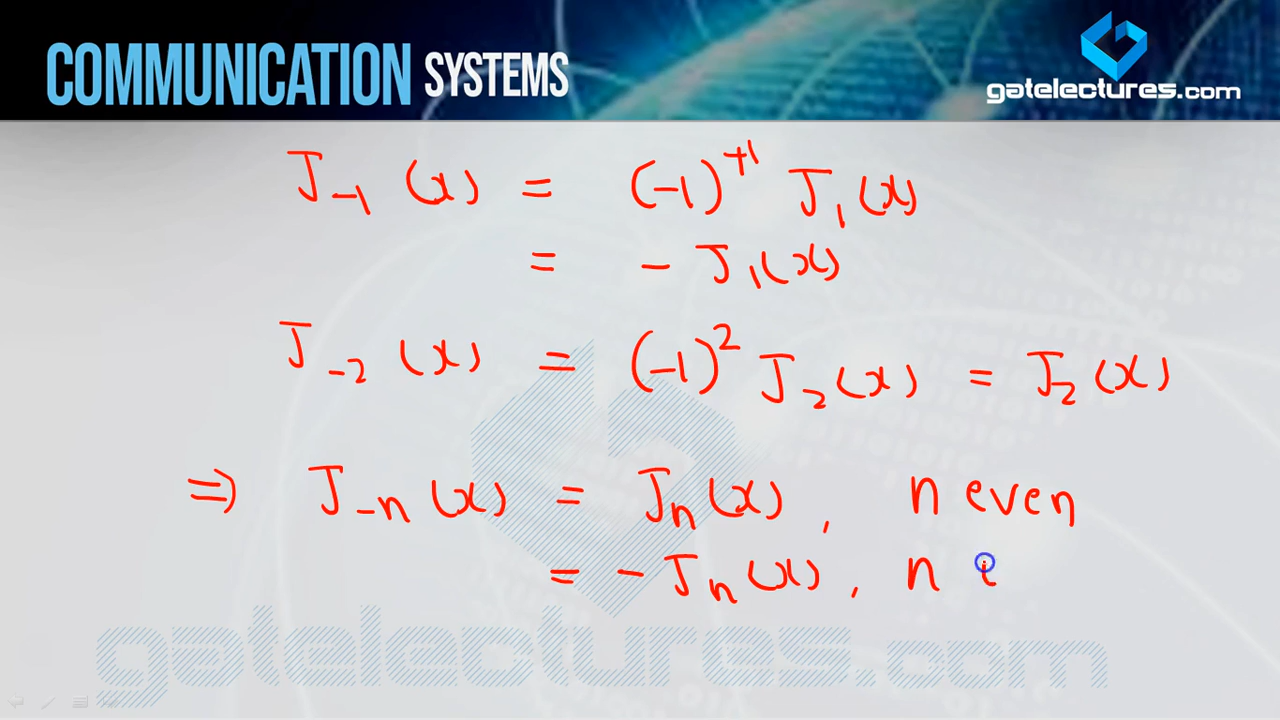 COMMUNICATION SYSTEMS
gatelectures.com
J₋₁(x) = (-1)⁺¹ J₁(x)
= - J₁(x)
J₋₂(x) = (-1)² J₂(x) = J₂(x)
⇒ J₋ₙ(x) = Jₙ(x), n even
= - Jₙ(x), n
gatelectures.com